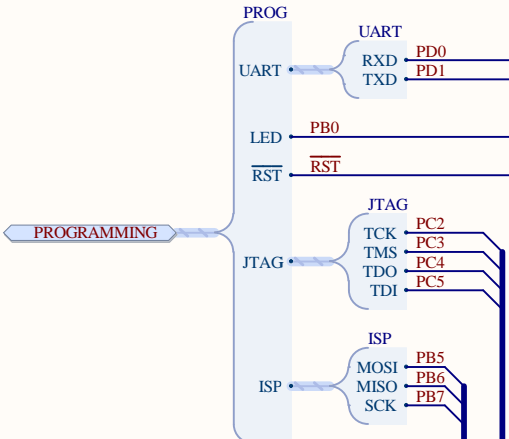 PROG
UART
UART
RXD PD0
TXD PD1
LED PB0
RST RST
JTAG
TCK PC2
PROGRAMMING
TMS PC3
JTAG
TDO PC4
TDI PC5
ISP
MOSI PB5
ISP
MISO PB6
SCK PB7